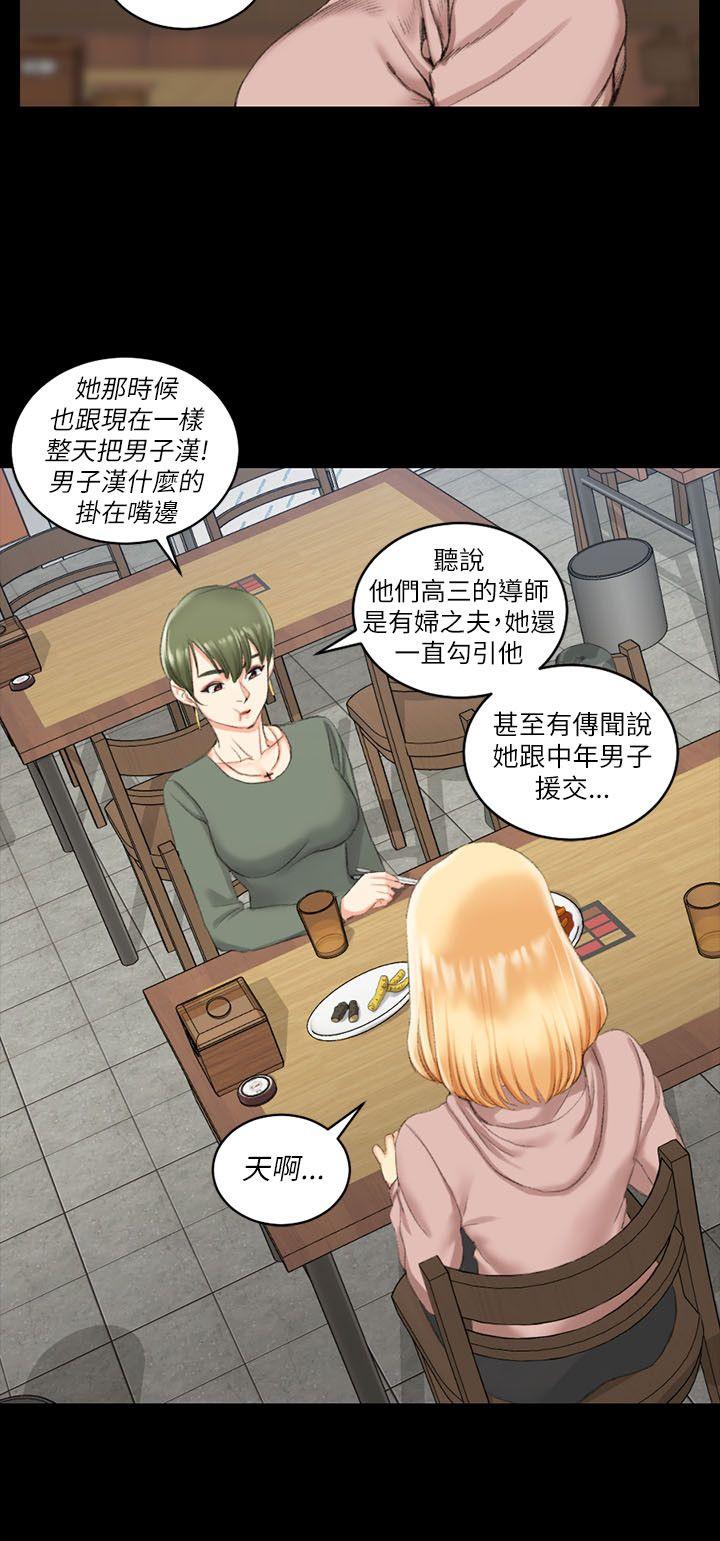 她那時候
也跟現在一樣
整天把男子漢!
男子漢什麼的
掛在嘴邊
聽說
他們高三的導師
是有婦之夫,她還
一直勾引他
甚至有傳聞說
她跟中年男子
援交...
天啊...